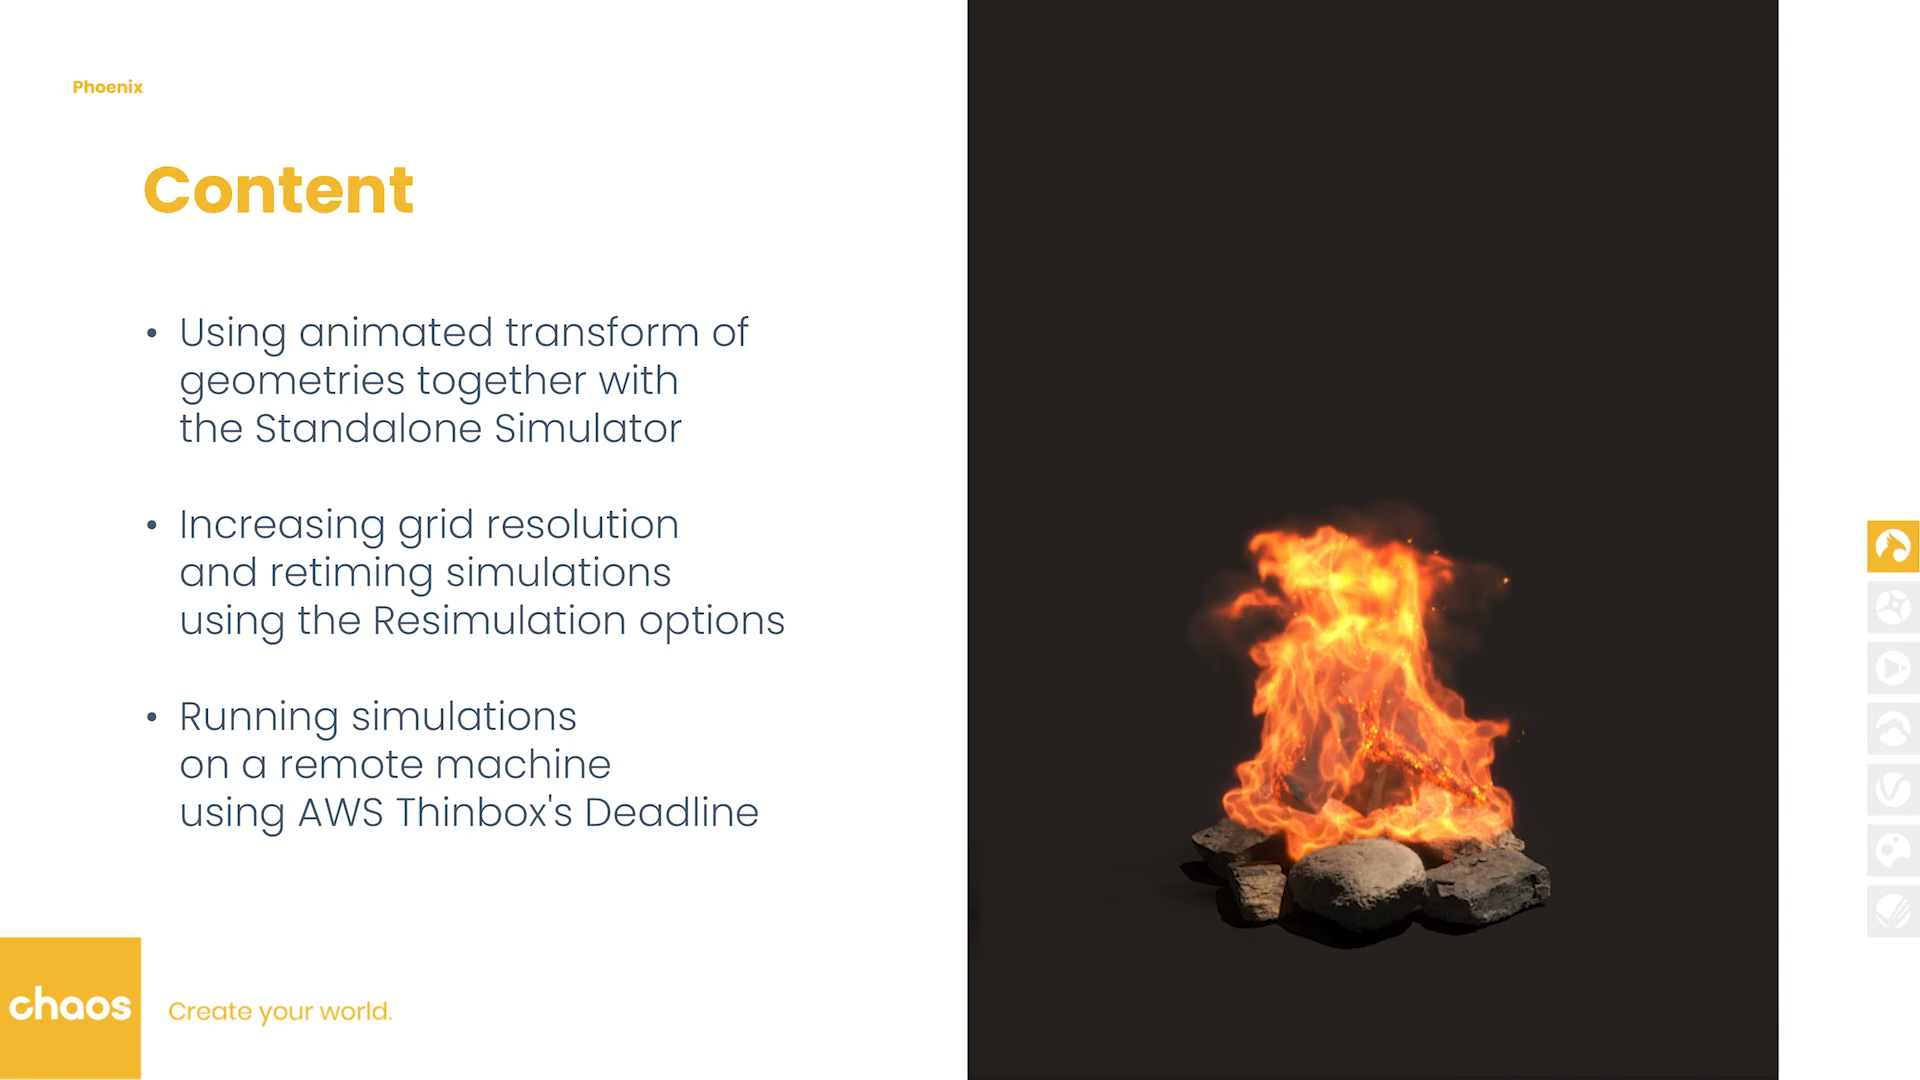 Phoenix
Content
• Using animated transform of
geometries together with
the Standalone Simulator
• Increasing grid resolution
and retiming simulations
using the Resimulation options
• Running simulations
on a remote machine
using AWS Thinbox's Deadline
chaos
Create your world.